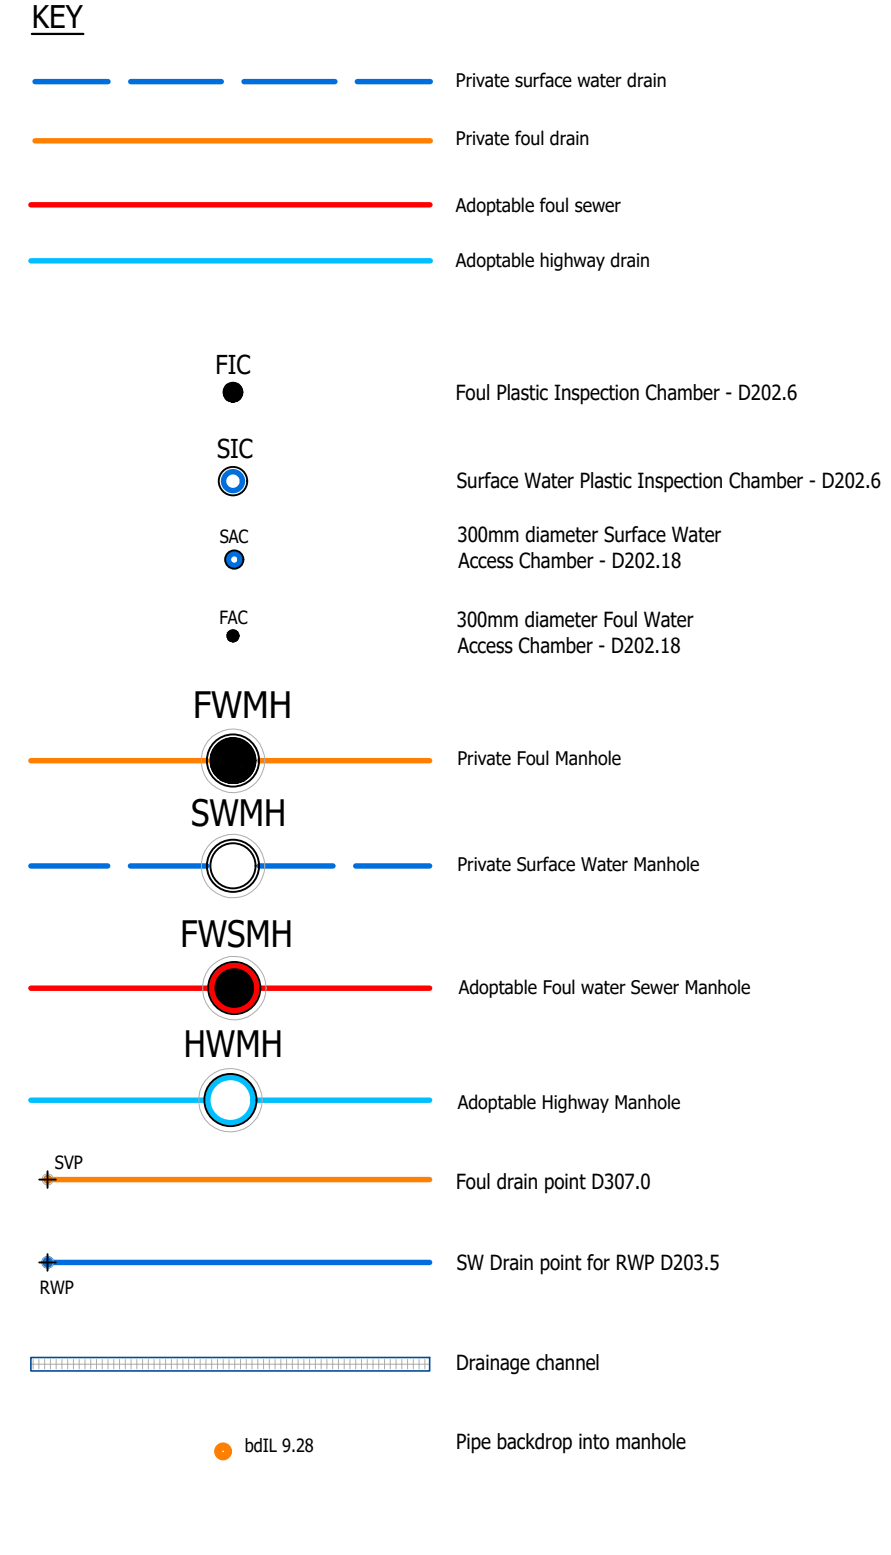 KEY
Private surface water drain
Private foul drain
Adoptable foul sewer
Adoptable highway drain
FIC
Foul Plastic Inspection Chamber - D202.6
SIC
Surface Water Plastic Inspection Chamber - D202.6
SAC
300mm diameter Surface Water
Access Chamber - D202.18
FAC
300mm diameter Foul Water
Access Chamber - D202.18
FWMH
Private Foul Manhole
SWMH
Private Surface Water Manhole
FWSMH
Adoptable Foul water Sewer Manhole
HWMH
Adoptable Highway Manhole
SVP
Foul drain point D307.0
SW Drain point for RWP D203.5
RWP
Drainage channel
bdIL 9.28
Pipe backdrop into manhole